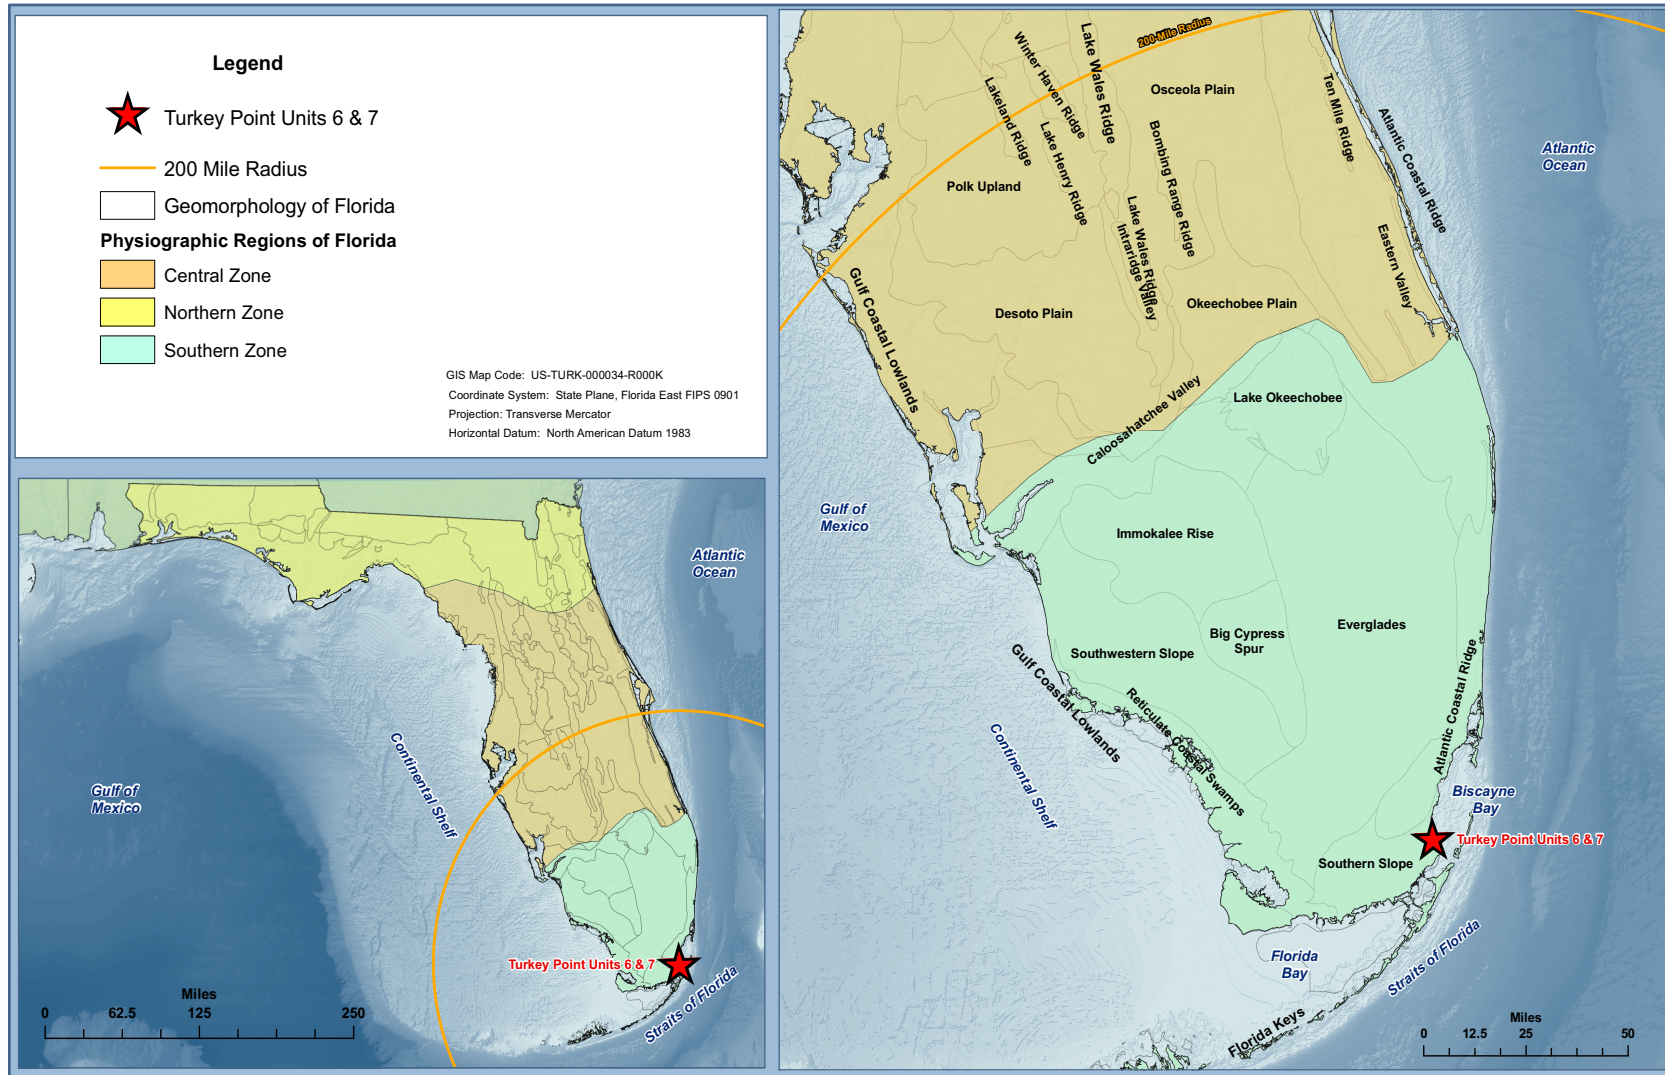 Legend
Turkey Point Units 6 & 7
200 Mile Radius
Geomorphology of Florida
Physiographic Regions of Florida
Central Zone
Northern Zone
Southern Zone
GIS Map Code: US-TURK-000034-R000K
Coordinate System: State Plane, Florida East FIPS 0901
Projection: Transverse Mercator
Horizontal Datum: North American Datum 1983
Atlantic
Ocean
Continental Shelf
Gulf of
Mexico
Turkey Point Units 6 & 7
Straits of Florida
Miles
0 62.5 125 250
200-Mile Radius
Winter Haven Ridge
Lake Wales Ridge
Lakeland Ridge
Osceola Plain
Ten Mile Ridge
Atlantic Coastal Ridge
Atlantic
Ocean
Lake Henry Ridge
Bombing Range Ridge
Polk Upland
Lake Wales Ridge
Intraridge Valley
Eastern Valley
Gulf Coastal Lowlands
Desoto Plain
Okeechobee Plain
Caloosahatchee Valley
Lake Okeechobee
Gulf of
Mexico
Immokalee Rise
Everglades
Big Cypress
Spur
Southwestern Slope
Gulf Coastal Lowlands
Reticulate Coastal Swamps
Atlantic Coastal Ridge
Continental Shelf
Biscayne
Bay
Turkey Point Units 6 & 7
Southern Slope
Florida
Bay
Straits of Florida
Florida Keys
Miles
0 12.5 25 50